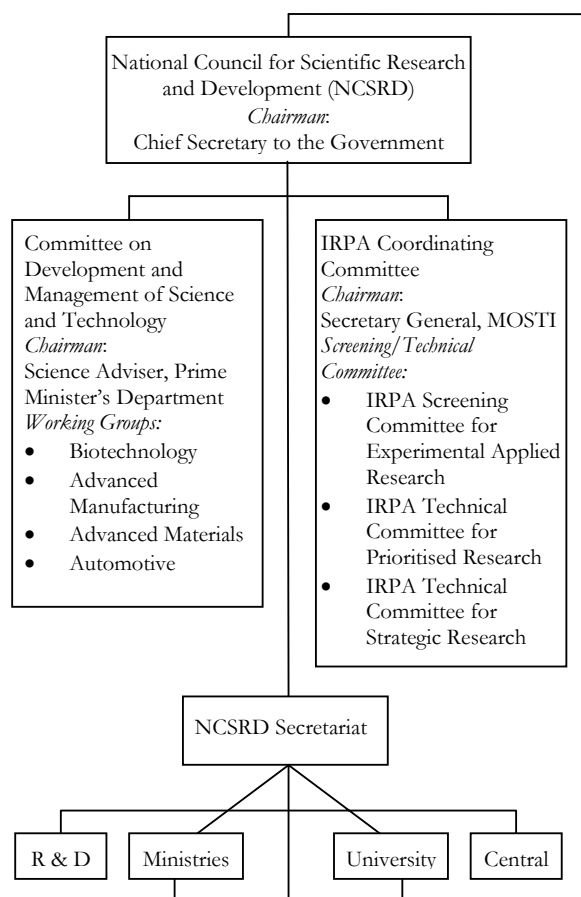 National Council for Scientific Research
and Development (NCSRD)
Chairman:
Chief Secretary to the Government
Committee on
Development and
Management of Science
and Technology
Chairman:
Science Adviser, Prime
Minister's Department
Working Groups:
• Biotechnology
• Advanced
Manufacturing
• Advanced Materials
• Automotive
IRPA Coordinating
Committee
Chairman:
Secretary General, MOSTI
Screening/Technical
Committee:
• IRPA Screening
Committee for
Experimental Applied
Research
• IRPA Technical
Committee for
Prioritised Research
• IRPA Technical
Committee for
Strategic Research
NCSRD Secretariat
R & D
Ministries
University
Central